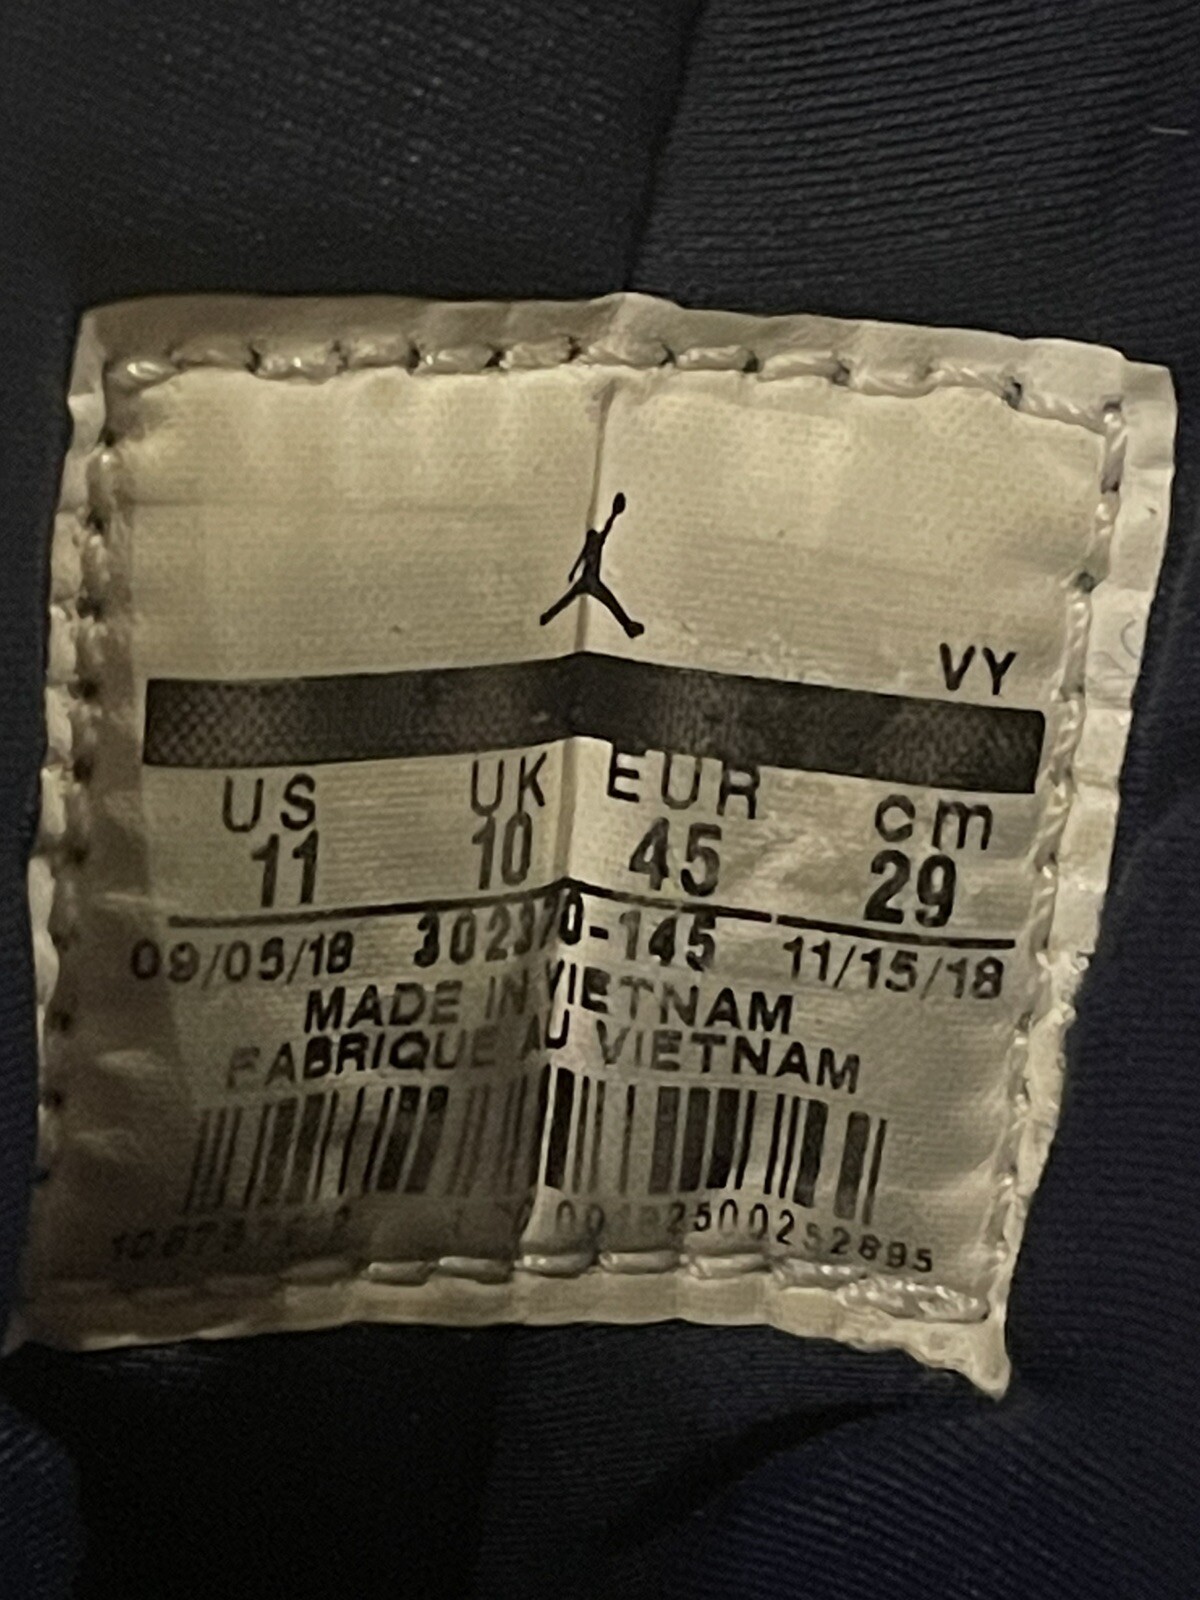 VY
US UK EUR cm
11 10 45 29
09/05/18 302370-145 11/15/18
MADE IN VIETNAM
FABRIQUE AU VIETNAM
2500252895